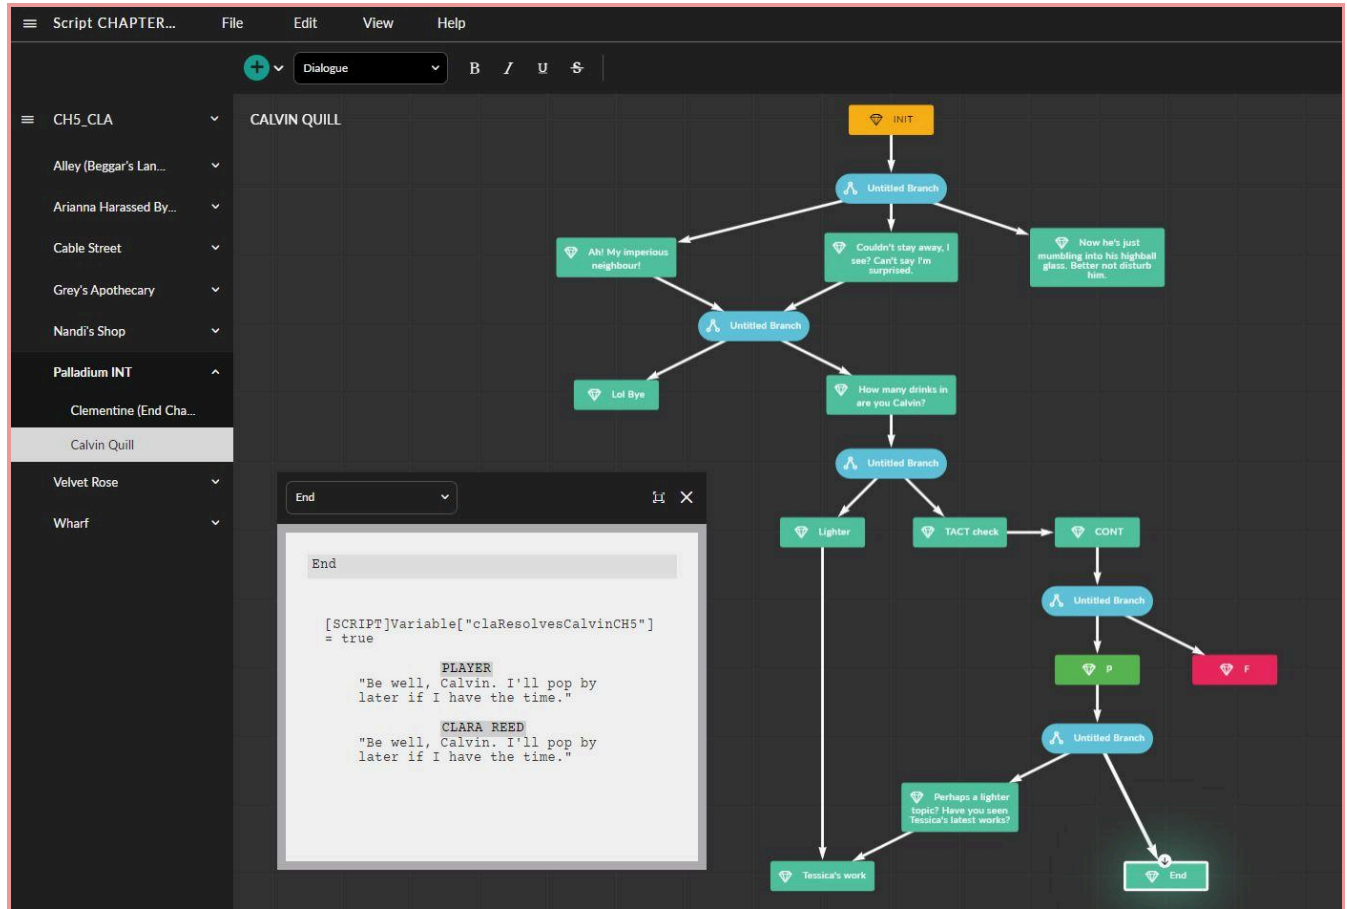 Script CHAPTER...
File
Edit
View
Help
Dialogue
B
I
U
S
CH5_CLA
CALVIN QUILL
Alley (Beggar's Lan...
Arianna Harassed By...
Cable Street
Grey's Apothecary
Nandi's Shop
Palladium INT
Clementine (End Cha...
Calvin Quill
Velvet Rose
Wharf
INIT
Untitled Branch
Ah! My imperious
neighbour!
Couldn't stay away, I
see? Can't say I'm
surprised.
Now he's just
mumbling into his highball
glass. Better not disturb
him.
Untitled Branch
Lol Bye
How many drinks in
are you Calvin?
Untitled Branch
Lighter
TACT check
CONT
Untitled Branch
P
F
Untitled Branch
Perhaps a lighter
topic? Have you seen
Tessica's latest works?
Tessica's work
End
End
End
[SCRIPT]Variable["claResolvesCalvinCH5"]
= true
PLAYER
"Be well, Calvin. I'll pop by
later if I have the time."
CLARA REED
"Be well, Calvin. I'll pop by
later if I have the time."